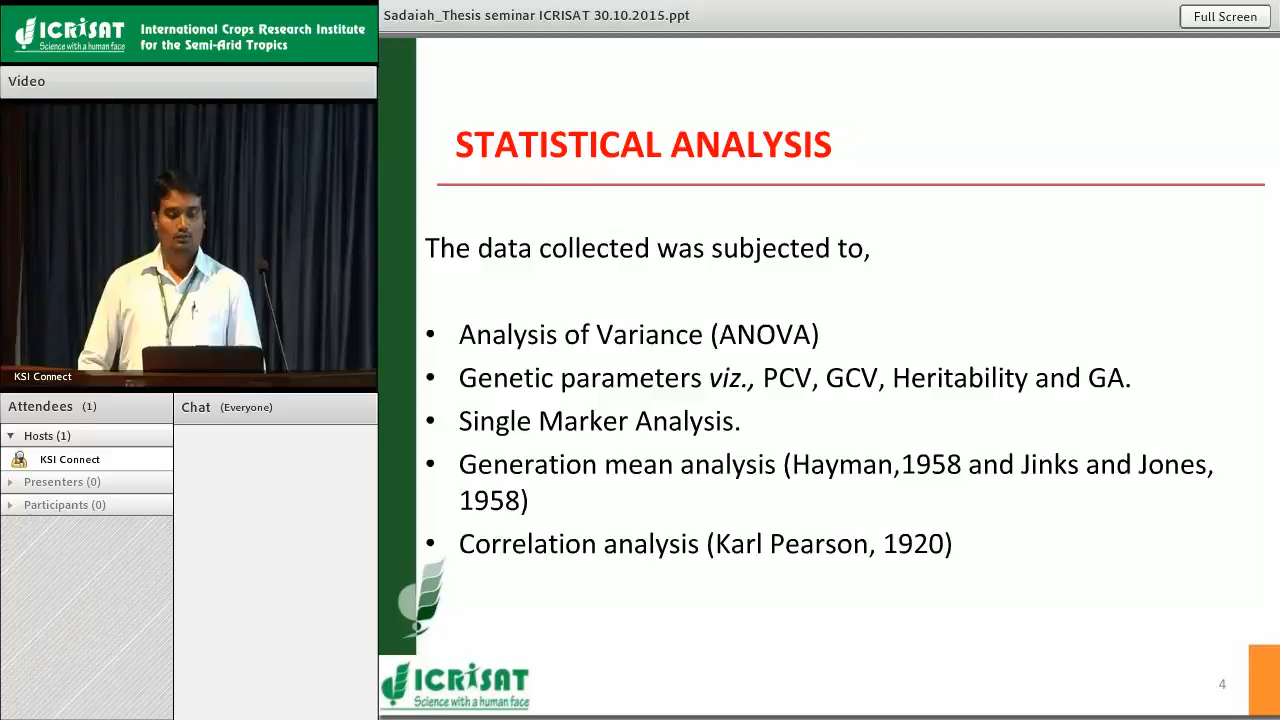 ICRISAT
Science with a human face
International Crops Research Institute
for the Semi-Arid Tropics
Sadaiah_Thesis seminar ICRISAT 30.10.2015.ppt
Full Screen
Video
KSI Connect
Attendees (1)
Hosts (1)
KSI Connect
Presenters (0)
Participants (0)
Chat (Everyone)
STATISTICAL ANALYSIS
The data collected was subjected to,
• Analysis of Variance (ANOVA)
• Genetic parameters viz., PCV, GCV, Heritability and GA.
• Single Marker Analysis.
• Generation mean analysis (Hayman,1958 and Jinks and Jones,
1958)
• Correlation analysis (Karl Pearson, 1920)
ICRISAT
Science with a human face
4